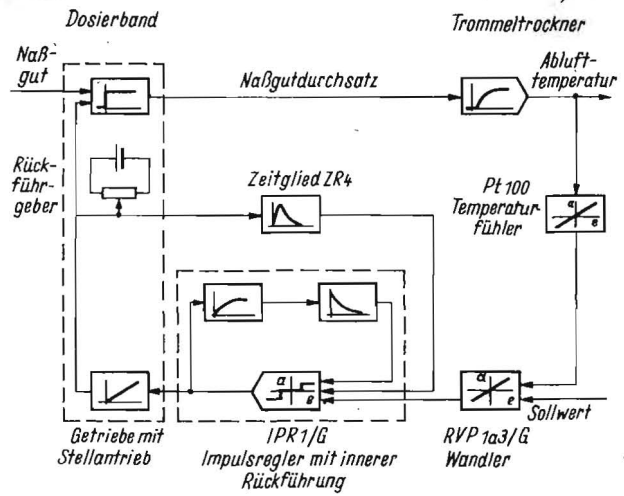 Dosierband
Trommeltrockner
Naß-
gut
Naßgutdurchsatz
Abluft-
temperatur
Rück-
führ-
geber
Zeitglied ZR4
Pt 100
Temperatur-
fühler
a
e
a
e
a
e
Sollwert
Getriebe mit
Stellantrieb
IPR1/G
Impulsregler mit innerer
Rückführung
RVP 1a3/G
Wandler